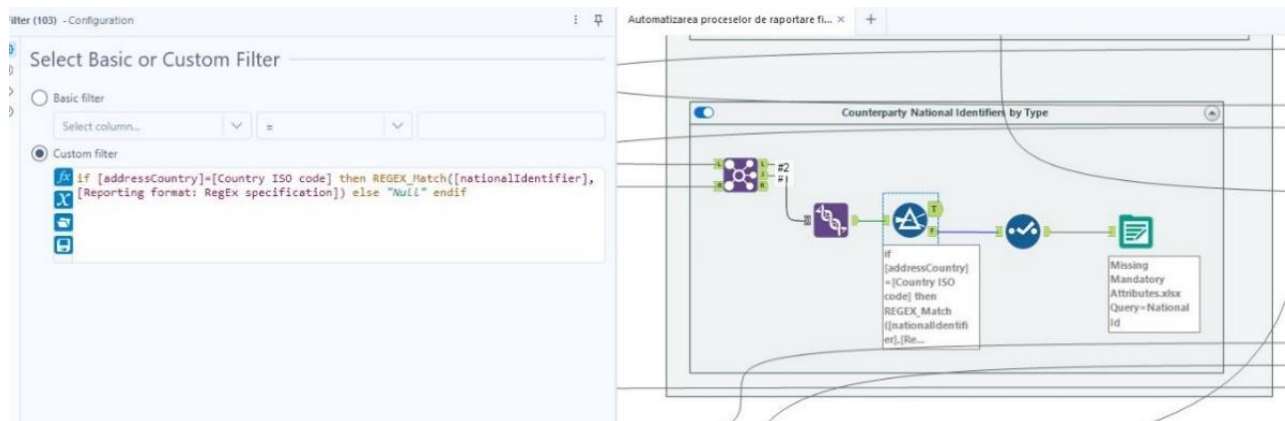 Filter (103) - Configuration
Select Basic or Custom Filter
Basic filter
Select column...
=
Custom filter
if [addressCountry]=[Country ISO code] then REGEX_Match([nationalIdentifier],
[Reporting format: RegEx specification]) else "Null" endif
Automatizarea proceselor de raportare fi... ×
+
Counterparty National Identifiers by Type
L
R
L
J
R
#2
#1
T
F
if
[addressCountry]
=[Country ISO
code] then
REGEX_Match
([nationalIdentifi
er],[Re...
Missing
Mandatory
Attributes.xlsx
Query=National
Id